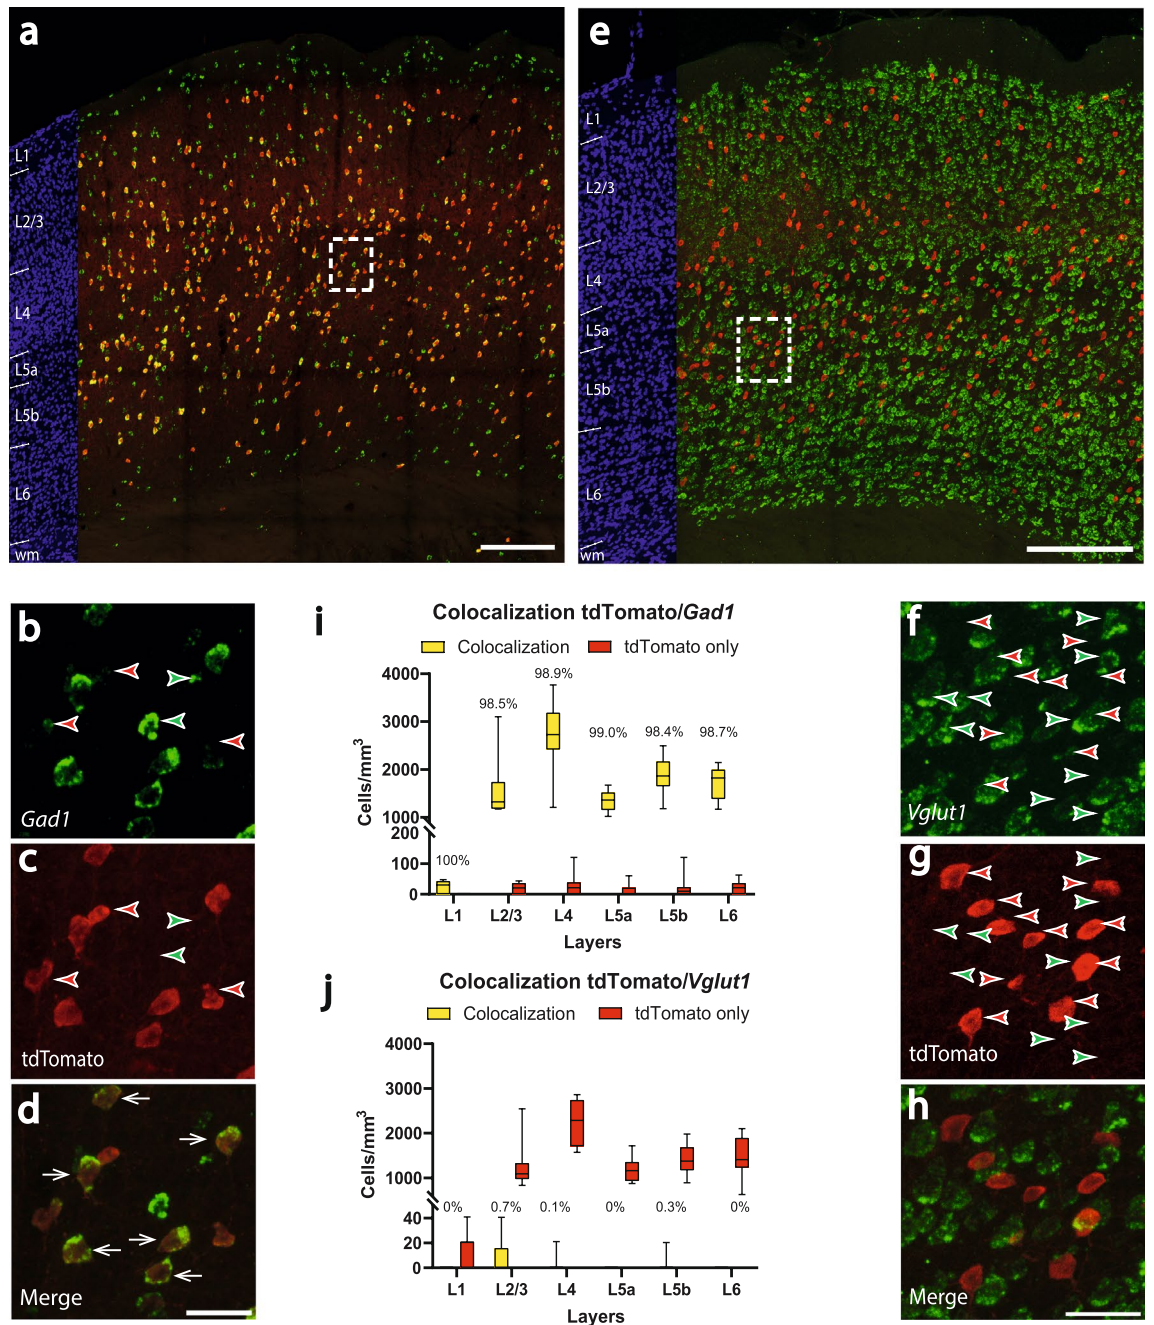 a
L1
L2/3
L4
L5a
L5b
L6
wm
e
L1
L2/3
L4
L5a
L5b
L6
wm
b
Gad1
c
tdTomato
d
Merge
i
Colocalization tdTomato/Gad1
Colocalization
tdTomato only
4000
3000
2000
1000
200
100
0
Cells/mm³
100%
98.5%
98.9%
99.0%
98.4%
98.7%
L1
L2/3
L4
L5a
L5b
L6
Layers
j
Colocalization tdTomato/Vglut1
Colocalization
tdTomato only
4000
3000
2000
1000
40
20
0
Cells/mm³
0%
0.7%
0.1%
0%
0.3%
0%
L1
L2/3
L4
L5a
L5b
L6
Layers
f
Vglut1
g
tdTomato
h
Merge